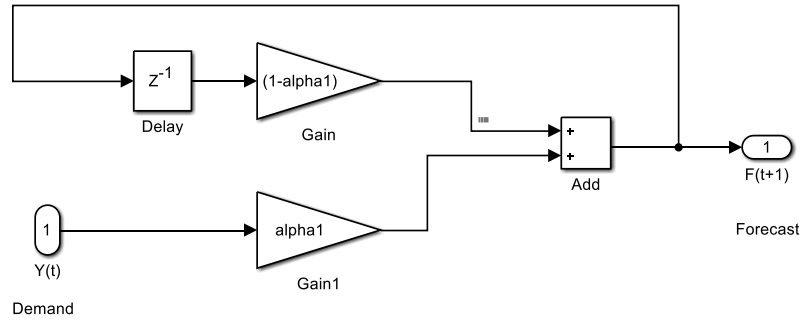 Z-1
Delay
(1-alpha1)
Gain
+
+
Add
1
F(t+1)
Forecast
1
Y(t)
Demand
alpha1
Gain1